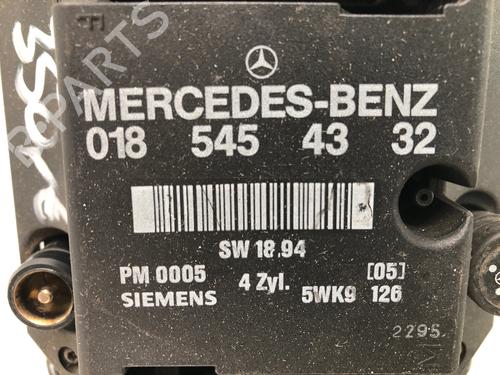 MERCEDES-BENZ
018 545 43 32
SW 18.94
PM 0005 4 Zyl. [05]
SIEMENS 5WK9 126
2295